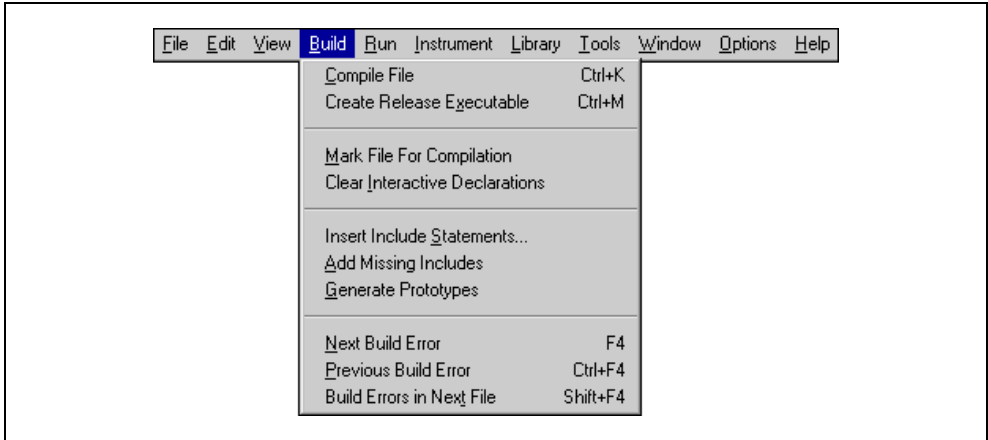 File Edit View Build Run Instrument Library Tools Window Options Help
Compile File Ctrl+K
Create Release Executable Ctrl+M
Mark File For Compilation
Clear Interactive Declarations
Insert Include Statements...
Add Missing Includes
Generate Prototypes
Next Build Error F4
Previous Build Error Ctrl+F4
Build Errors in Next File Shift+F4